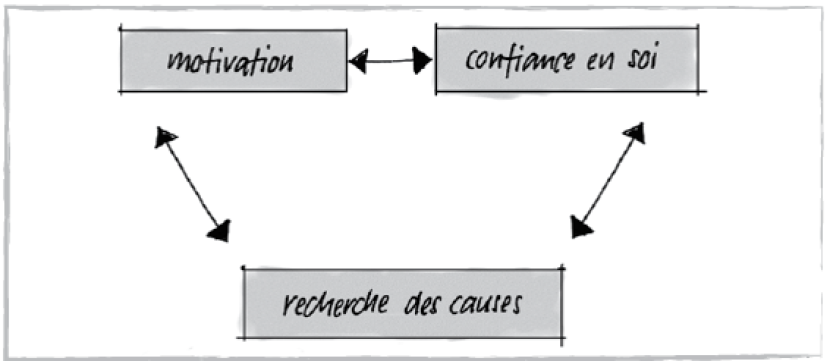 motivation
confiance en soi
recherche des causes